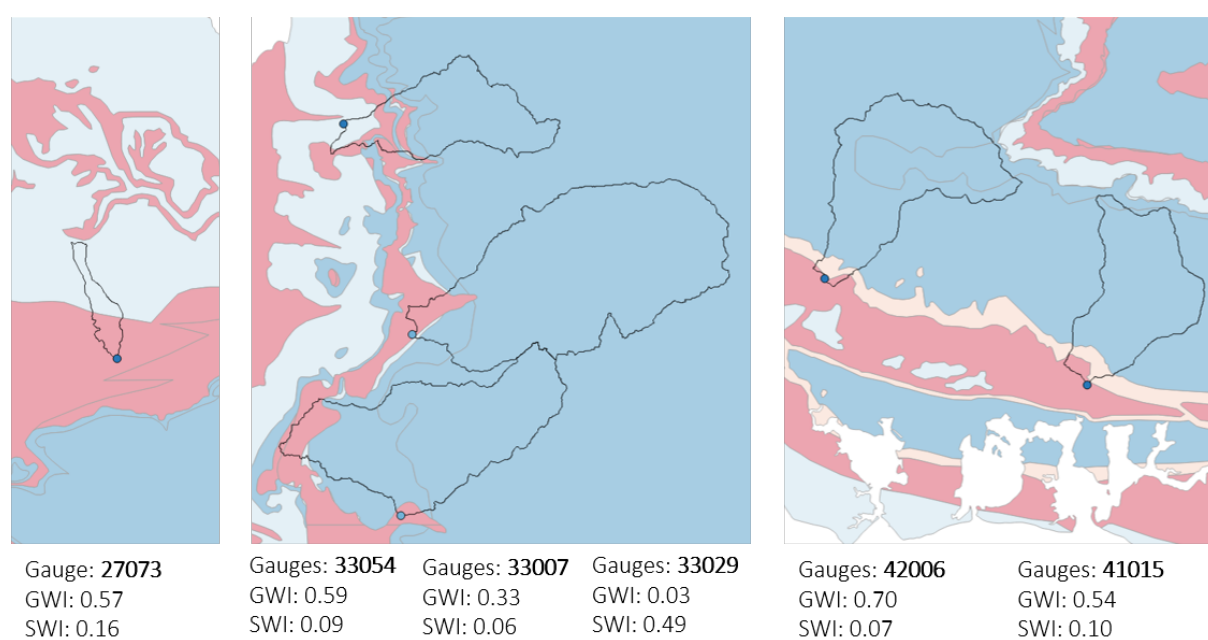 Gauge: 27073
GWI: 0.57
SWI: 0.16
Gauges: 33054
GWI: 0.59
SWI: 0.09
Gauges: 33007
GWI: 0.33
SWI: 0.06
Gauges: 33029
GWI: 0.03
SWI: 0.49
Gauges: 42006
GWI: 0.70
SWI: 0.07
Gauges: 41015
GWI: 0.54
SWI: 0.10